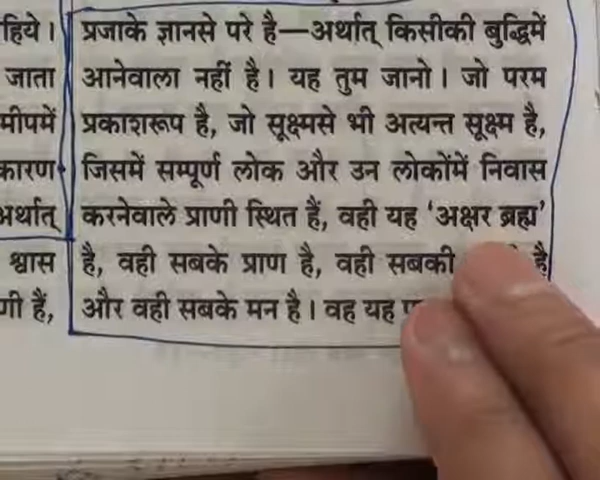 हिये।
जाता
मीपमें
कारण
अर्थात्
श्वास
णी हैं,
प्रजाके ज्ञानसे परे है—अर्थात् किसीकी बुद्धिमें
आनेवाला नहीं है। यह तुम जानो। जो परम
प्रकाशरूप है, जो सूक्ष्मसे भी अत्यन्त सूक्ष्म है,
जिसमें सम्पूर्ण लोक और उन लोकोंमें निवास
करनेवाले प्राणी स्थित हैं, वही यह ‘अक्षर ब्रह्म’
है, वही सबके प्राण है, वही सबकी है
और वही सबके मन है। वह यह